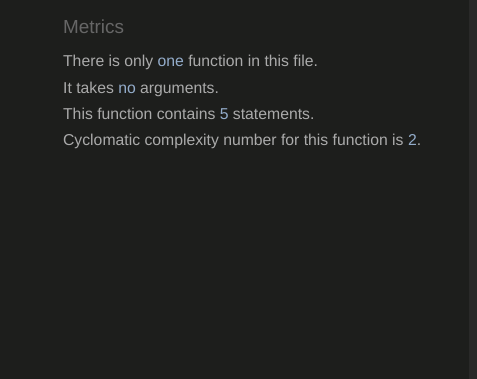 Metrics
There is only one function in this file.
It takes no arguments.
This function contains 5 statements.
Cyclomatic complexity number for this function is 2.